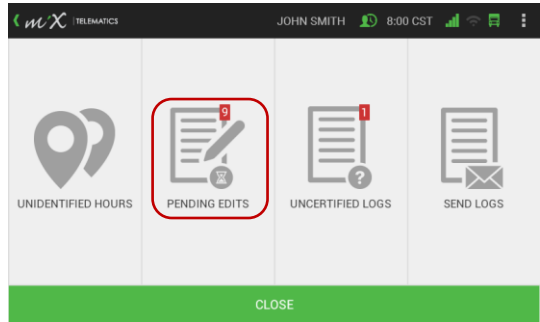 MiX TELEMATICS JOHN SMITH 8:00 CST
9 1
?
UNIDENTIFIED HOURS PENDING EDITS UNCERTIFIED LOGS SEND LOGS
CLOSE